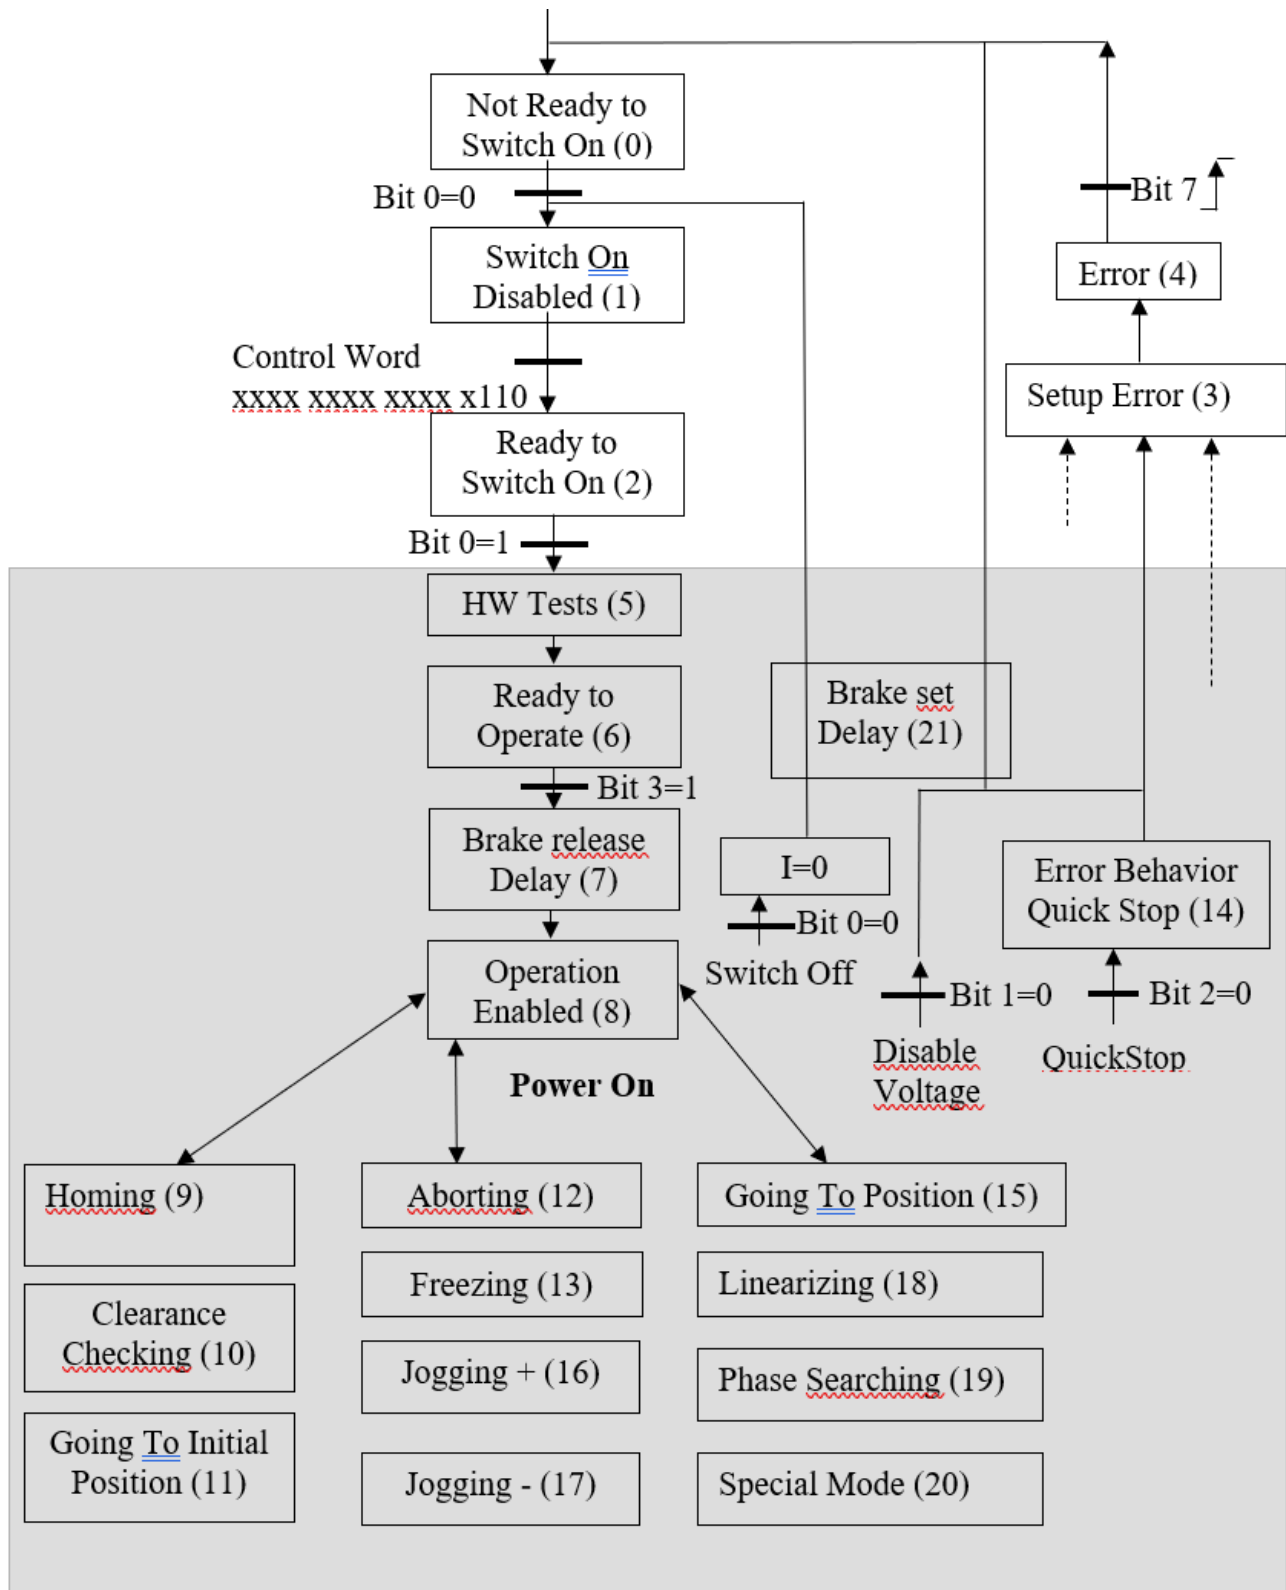 Not Ready to
Switch On (0)
Bit 0=0
Bit 7
Switch On
Disabled (1)
Error (4)
Control Word
xxxx xxxx xxxx x110
Setup Error (3)
Ready to
Switch On (2)
Bit 0=1
HW Tests (5)
Ready to
Operate (6)
Brake set
Delay (21)
Bit 3=1
Brake release
Delay (7)
I=0
Error Behavior
Quick Stop (14)
Bit 0=0
Switch Off
Operation
Enabled (8)
Bit 1=0
Bit 2=0
Disable
Voltage
QuickStop
Power On
Homing (9)
Aborting (12)
Going To Position (15)
Clearance
Checking (10)
Freezing (13)
Linearizing (18)
Jogging + (16)
Phase Searching (19)
Going To Initial
Position (11)
Jogging - (17)
Special Mode (20)